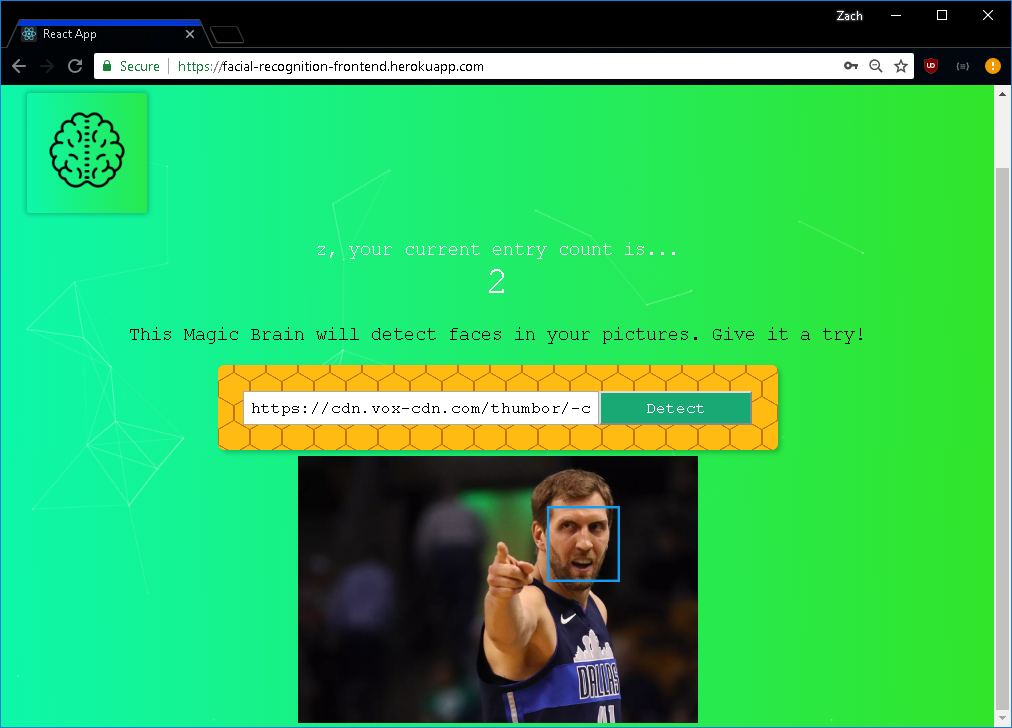 Zach
React App
Secure | https://facial-recognition-frontend.herokuapp.com
z, your current entry count is...
2
This Magic Brain will detect faces in your pictures. Give it a try!
https://cdn.vox-cdn.com/thumbor/-c
Detect
DALLAS
41